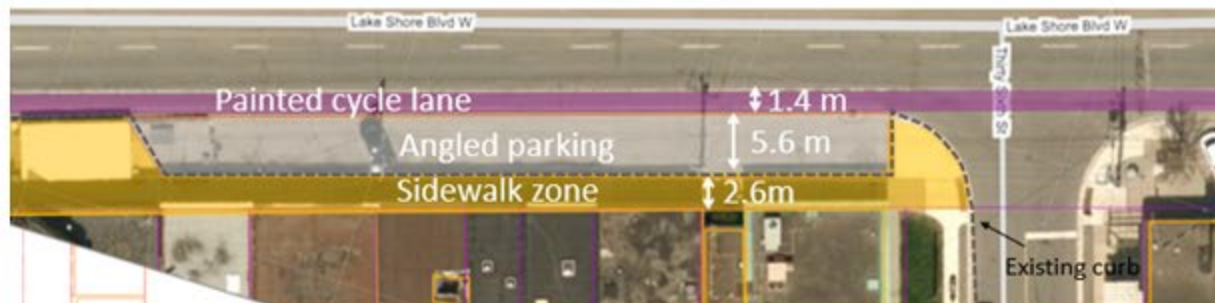 Lake Shore Blvd W
Lake Shore Blvd W
Thirty Sixth St
Painted cycle lane
1.4 m
Angled parking
5.6 m
Sidewalk zone
2.6m
Existing curb